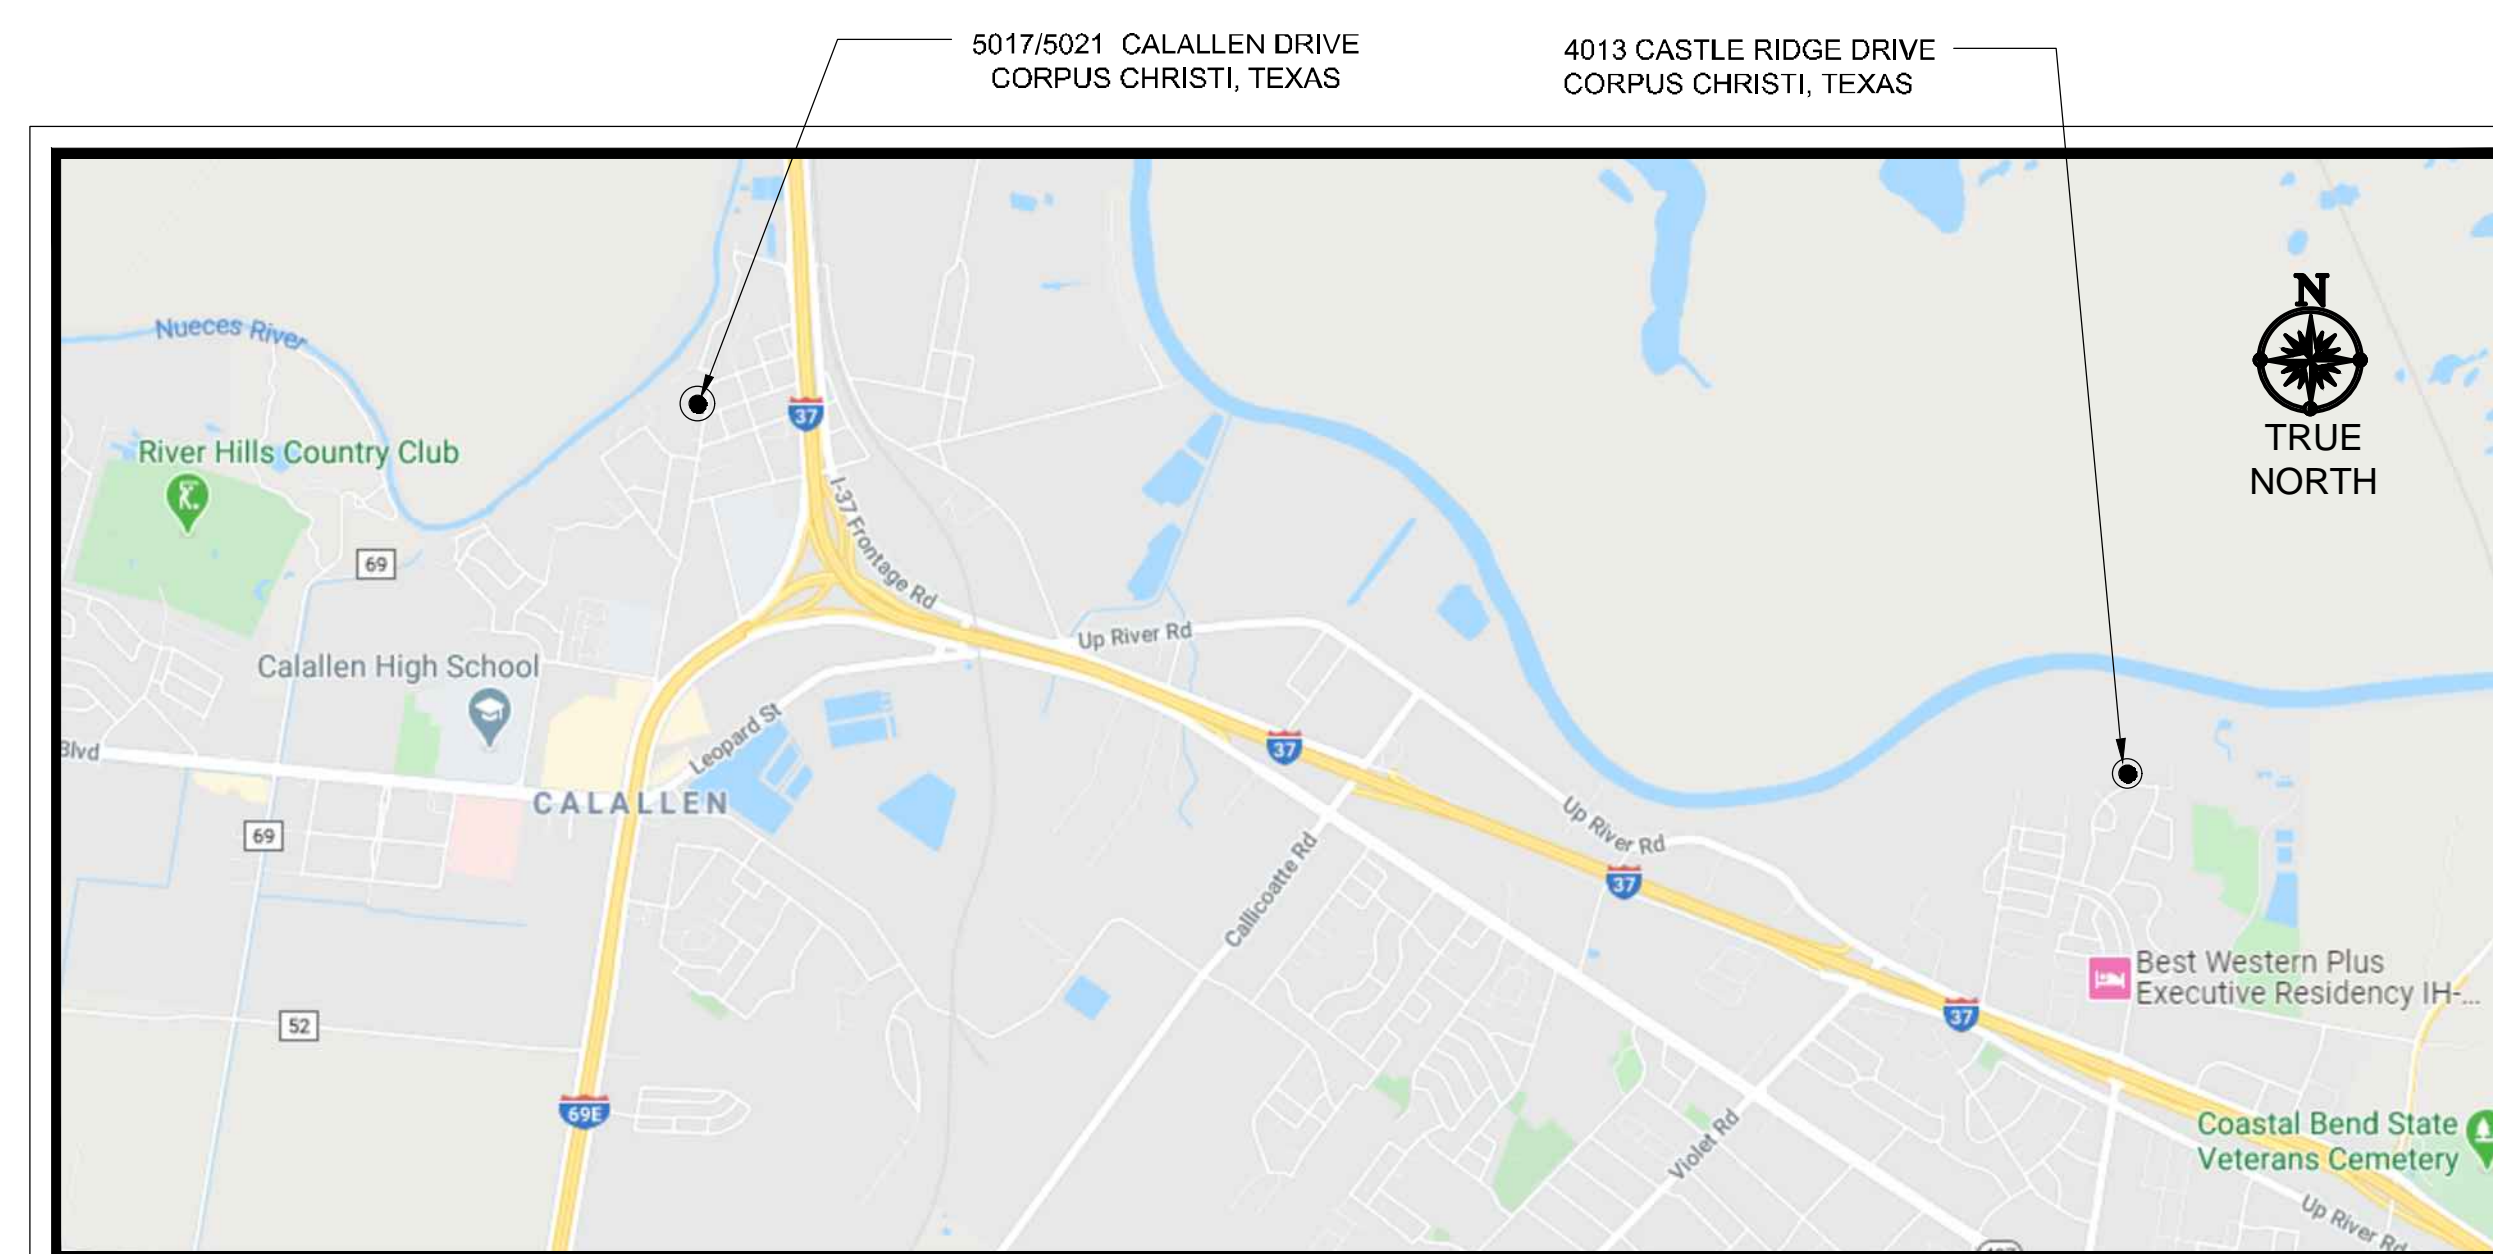 5017/5021 CALALLEN DRIVE
CORPUS CHRISTI, TEXAS
4013 CASTLE RIDGE DRIVE
CORPUS CHRISTI, TEXAS
N
TRUE
NORTH
Nueces River
River Hills Country Club
37
I-37 Frontage Rd
69
Up River Rd
Calallen High School
Leopard St
Blvd
37
CALALLEN
69
Up River Rd
Callicoatte Rd
37
Best Western Plus
Executive Residency IH-...
37
52
69E
Violet Rd
Coastal Bend State
Veterans Cemetery
Up River Rd